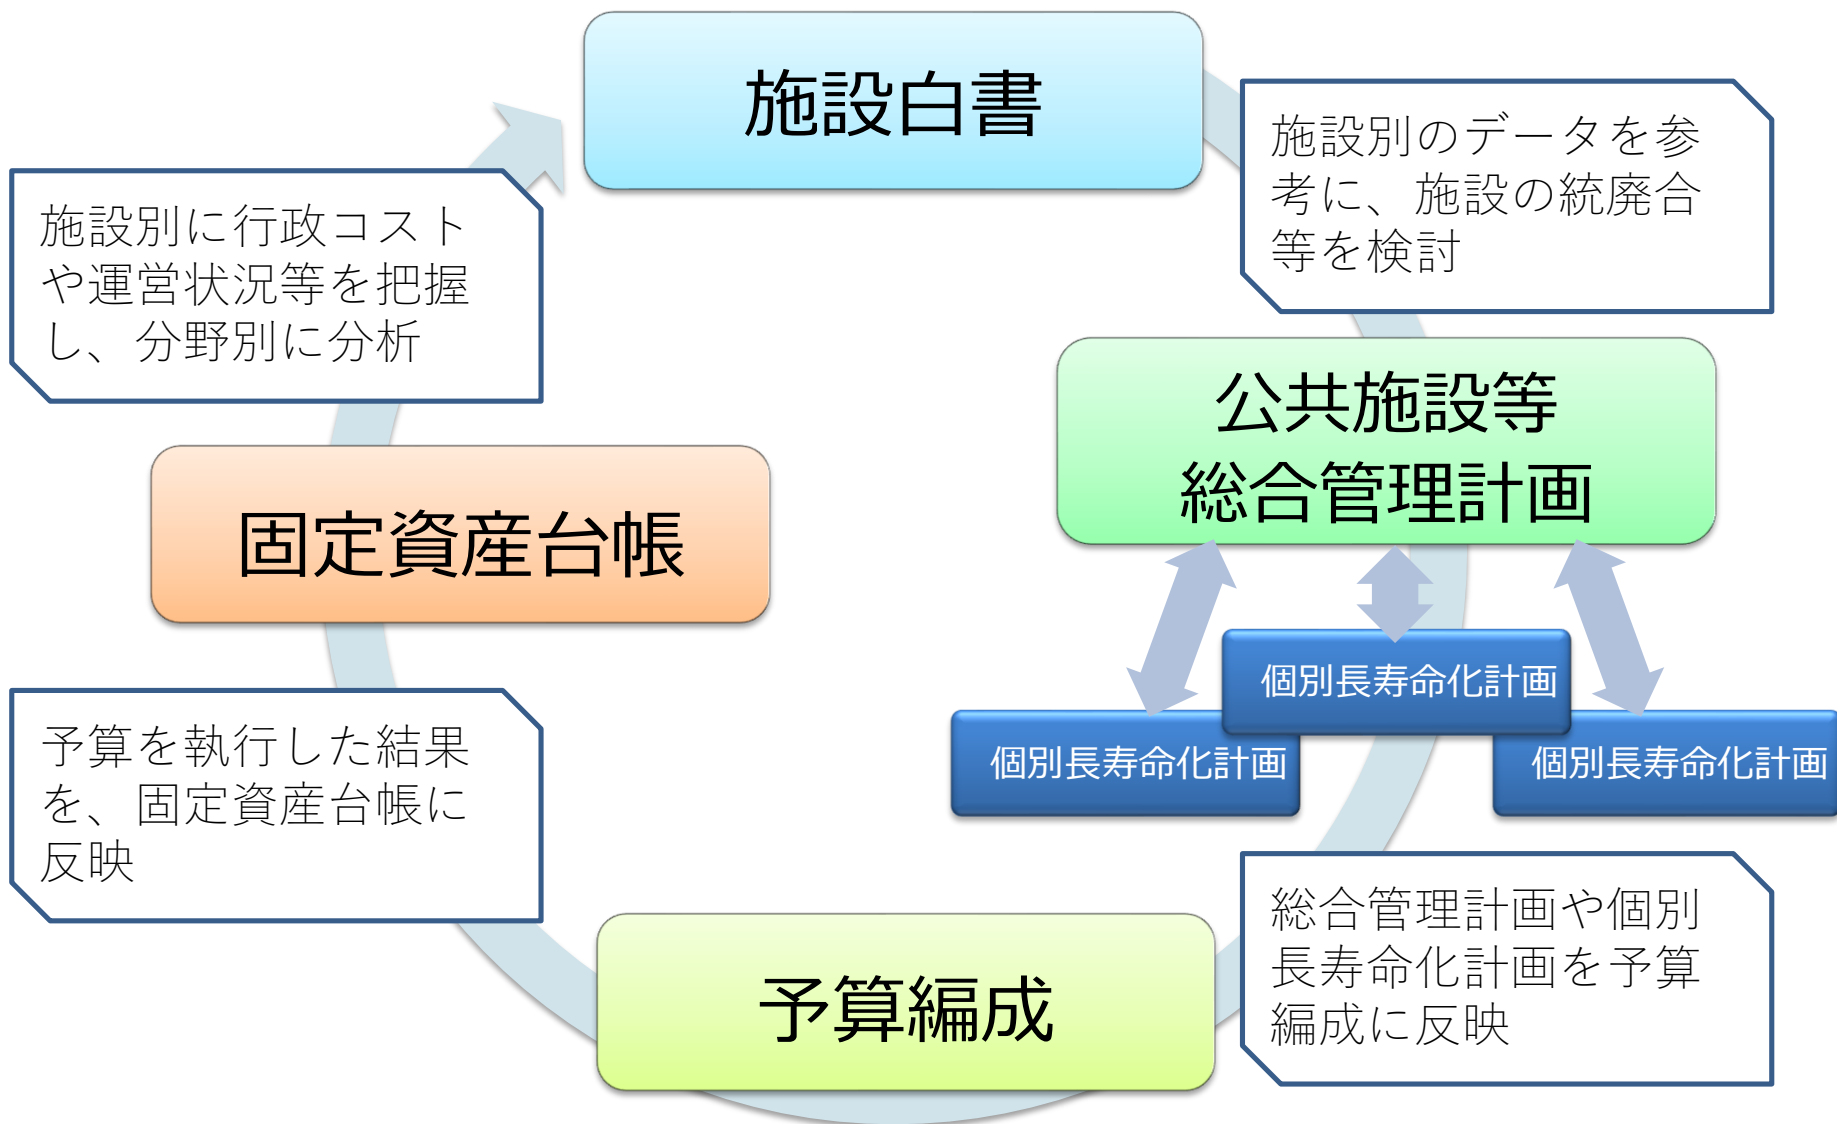 施設白書
施設別のデータを参
考に、施設の統廃合
等を検討
施設別に行政コスト
や運営状況等を把握
し、分野別に分析
公共施設等
総合管理計画
固定資産台帳
個別長寿命化計画
個別長寿命化計画
個別長寿命化計画
予算を執行した結果
を、固定資産台帳に
反映
総合管理計画や個別
長寿命化計画を予算
編成に反映
予算編成